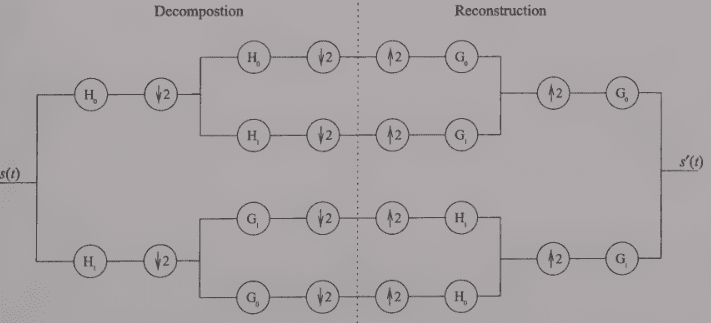 Decompostion Reconstruction
H₀ ↓2 ↑2 G₀
H₀ ↓2 ↑2 G₀
H₁ ↓2 ↑2 G₁
s(t) s'(t)
G₁ ↓2 ↑2 H₁
H₁ ↓2 ↑2 G₁
G₀ ↓2 ↑2 H₀